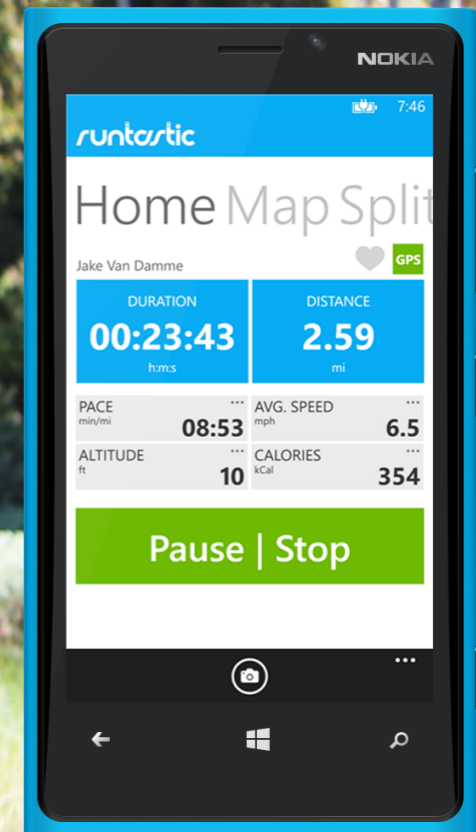 NOKIA
7:46
runtastic
Home Map Split
Jake Van Damme
GPS
DURATION
00:23:43
h:m:s
DISTANCE
2.59
mi
PACE
min/mi
08:53
AVG. SPEED
mph
6.5
ALTITUDE
ft
10
CALORIES
kCal
354
Pause | Stop